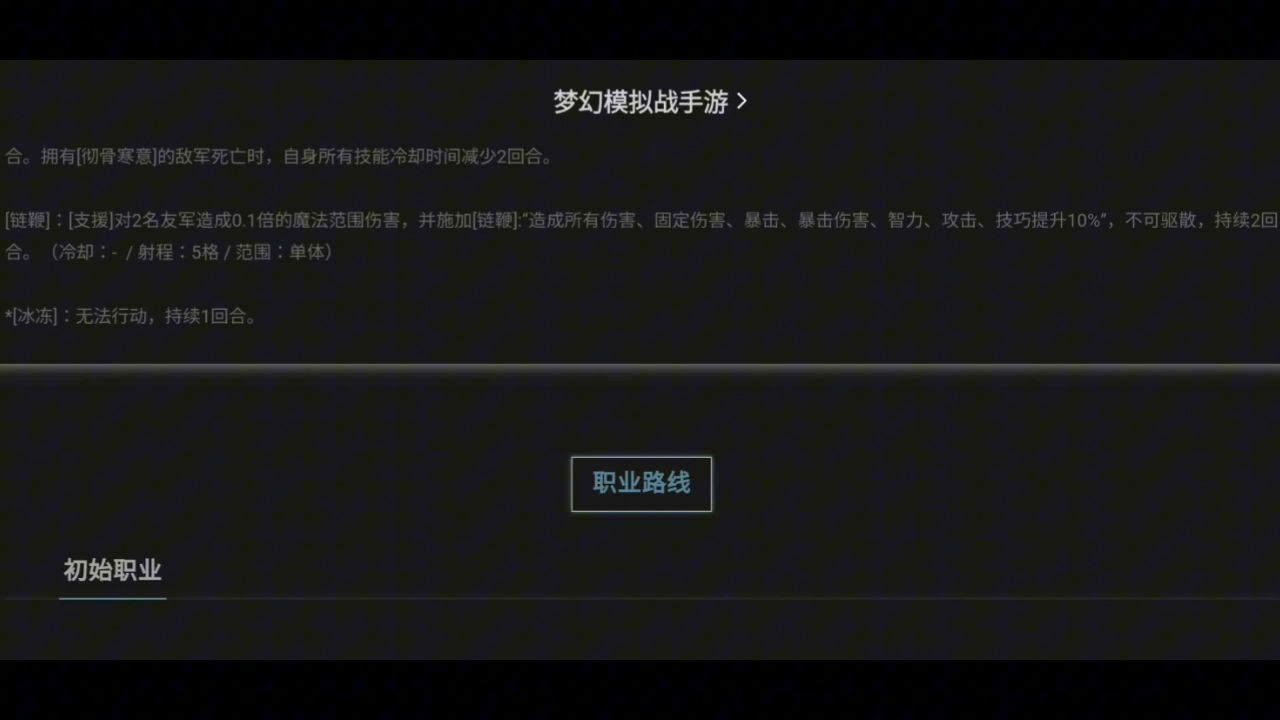 梦幻模拟战手游 >
合。拥有[彻骨寒意]的敌军死亡时，自身所有技能冷却时间减少2回合。
[链鞭]：[支援]对2名友军造成0.1倍的魔法范围伤害，并施加[链鞭]:“造成所有伤害、固定伤害、暴击、暴击伤害、智力、攻击、技巧提升10%”，不可驱散，持续2回
合。（冷却：- / 射程：5格 / 范围：单体）
*[冰冻]：无法行动，持续1回合。
职业路线
初始职业